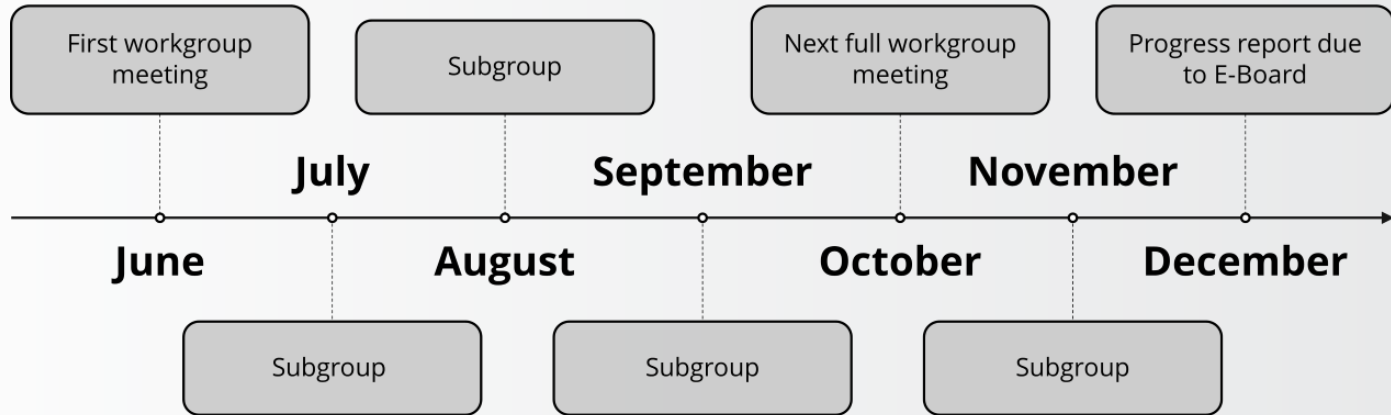 First workgroup
meeting
Subgroup
Next full workgroup
meeting
Progress report due
to E-Board
July
September
November
June
August
October
December
Subgroup
Subgroup
Subgroup